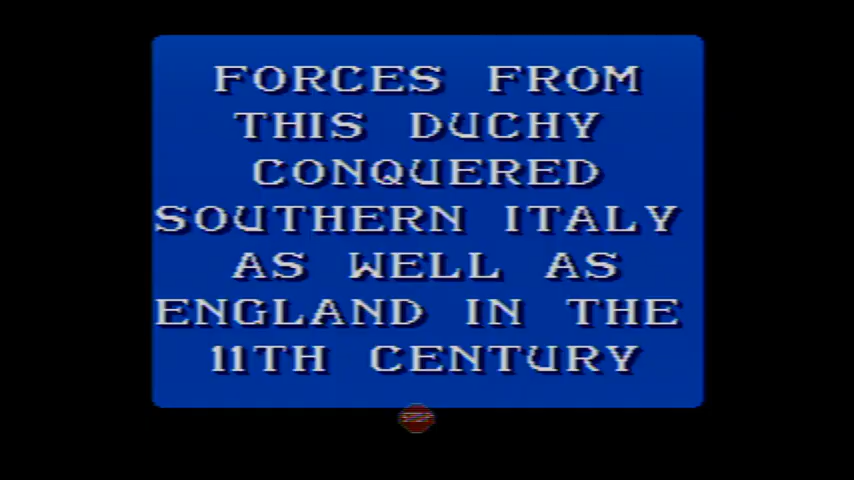 FORCES FROM
THIS DUCHY
CONQUERED
SOUTHERN ITALY
AS WELL AS
ENGLAND IN THE
11TH CENTURY